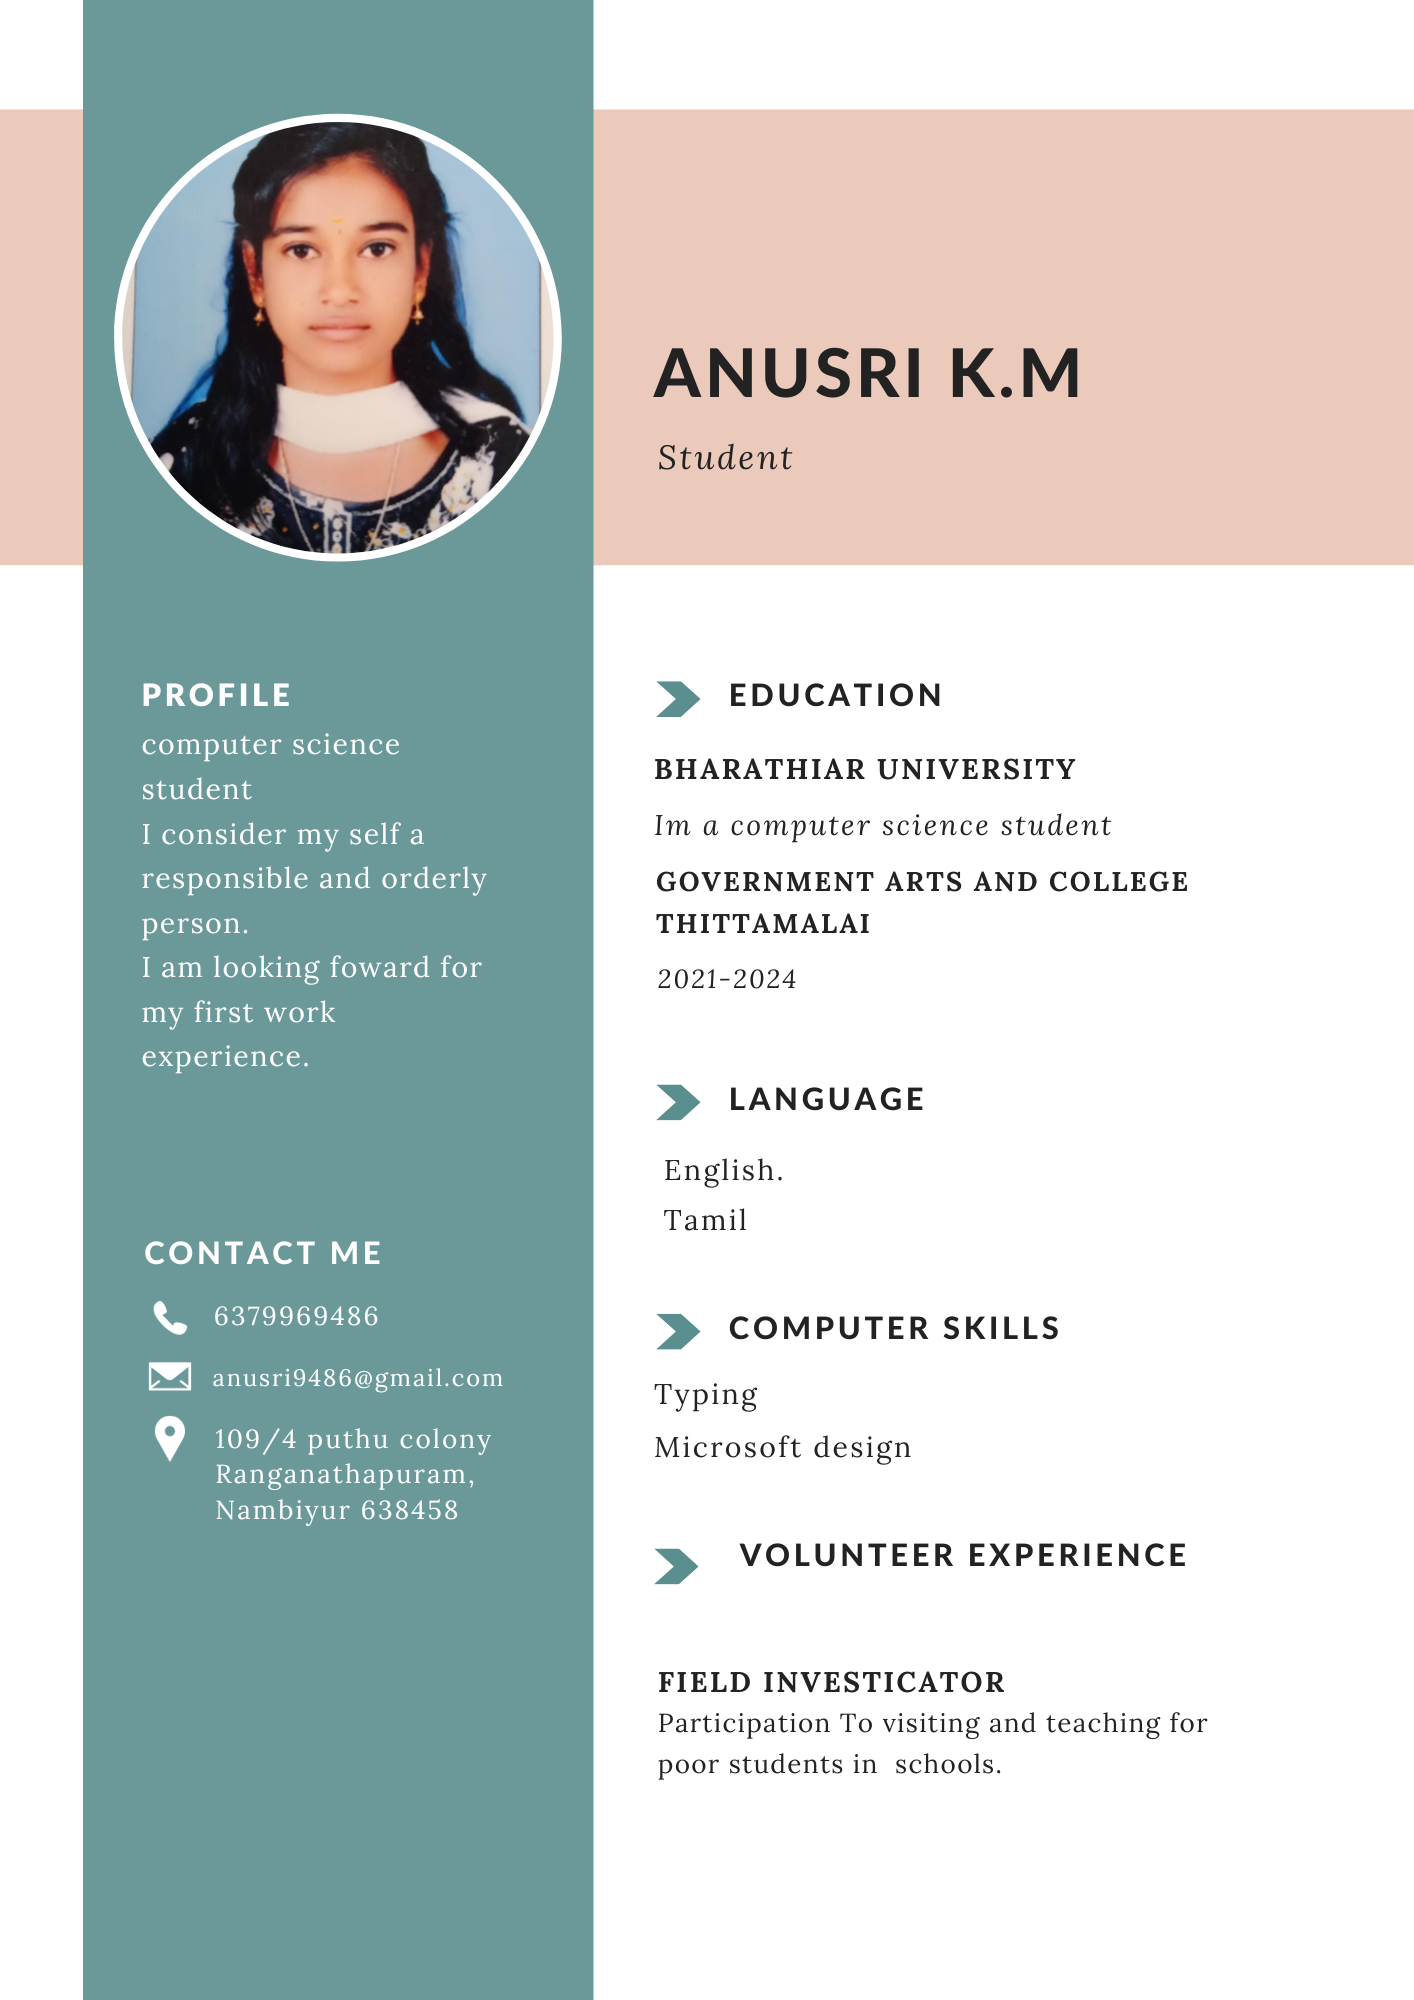 ANUSRI K.M
Student
PROFILE
computer science
student
I consider my self a
responsible and orderly
person.
I am looking foward for
my first work
experience.
CONTACT ME
6379969486
anusri9486@gmail.com
109/4 puthu colony
Ranganathapuram,
Nambiyur 638458
EDUCATION
BHARATHIAR UNIVERSITY
Im a computer science student
GOVERNMENT ARTS AND COLLEGE
THITTAMALAI
2021-2024
LANGUAGE
English.
Tamil
COMPUTER SKILLS
Typing
Microsoft design
VOLUNTEER EXPERIENCE
FIELD INVESTICATOR
Participation To visiting and teaching for
poor students in  schools.